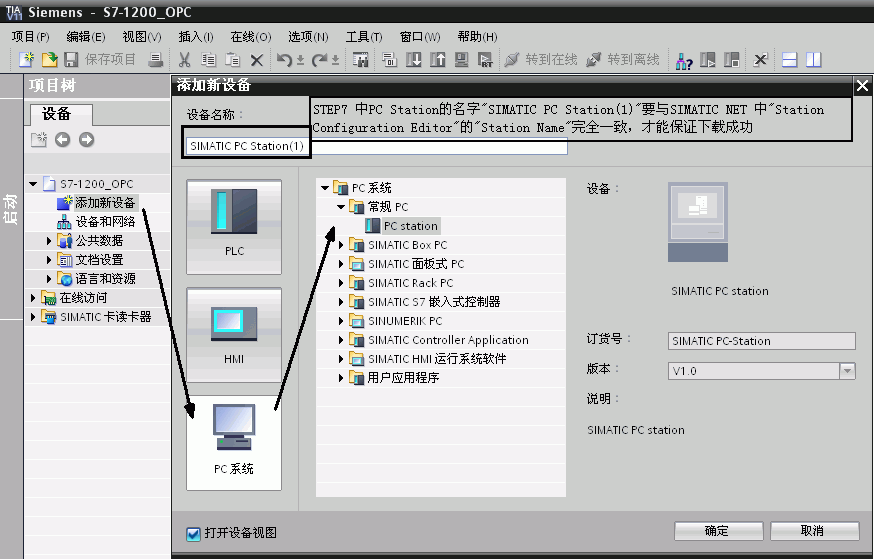 TIA V11 Siemens - S7-1200_OPC
项目(P) 编辑(E) 视图(V) 插入(I) 在线(O) 选项(N) 工具(T) 窗口(W) 帮助(H)
保存项目 转到在线 转到离线
项目树
添加新设备
设备
设备名称：
STEP7 中PC Station的名字"SIMATIC PC Station(1)"要与SIMATIC NET 中"Station
Configuration Editor"的"Station Name"完全一致，才能保证下载成功
SIMATIC PC Station(1)
启动
S7-1200_OPC
添加新设备
设备和网络
公共数据
文档设置
语言和资源
在线访问
SIMATIC 卡读卡器
PLC
HMI
PC 系统
PC 系统
常规 PC
PC station
SIMATIC Box PC
SIMATIC 面板式 PC
SIMATIC Rack PC
SIMATIC S7 嵌入式控制器
SINUMERIK PC
SIMATIC Controller Application
SIMATIC HMI 运行系统软件
用户应用程序
设备：
SIMATIC PC station
订货号： SIMATIC PC-Station
版本： V1.0
说明：
SIMATIC PC station
打开设备视图
确定 取消